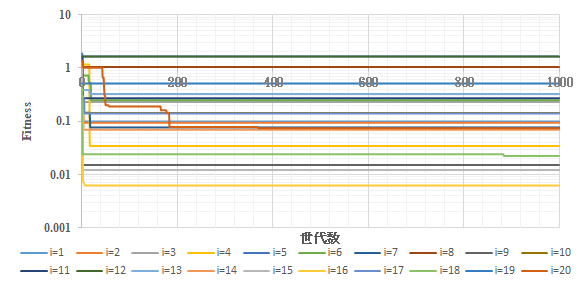 10
1
0 200 400 600 800 1000
0.1
0.01
0.001
Fitness
世代数
i=1 i=2 i=3 i=4 i=5 i=6 i=7 i=8 i=9 i=10
i=11 i=12 i=13 i=14 i=15 i=16 i=17 i=18 i=19 i=20